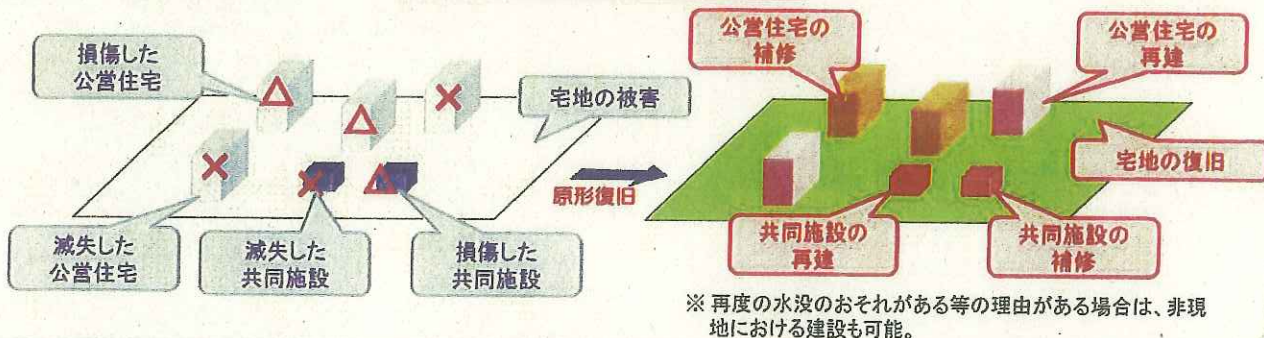 損傷した
公営住宅
宅地の被害
滅失した
公営住宅
滅失した
共同施設
損傷した
共同施設
原形復旧
公営住宅の
補修
公営住宅の
再建
宅地の復旧
共同施設の
再建
共同施設の
補修
※ 再度の水没のおそれがある等の理由がある場合は、非現
地における建設も可能。